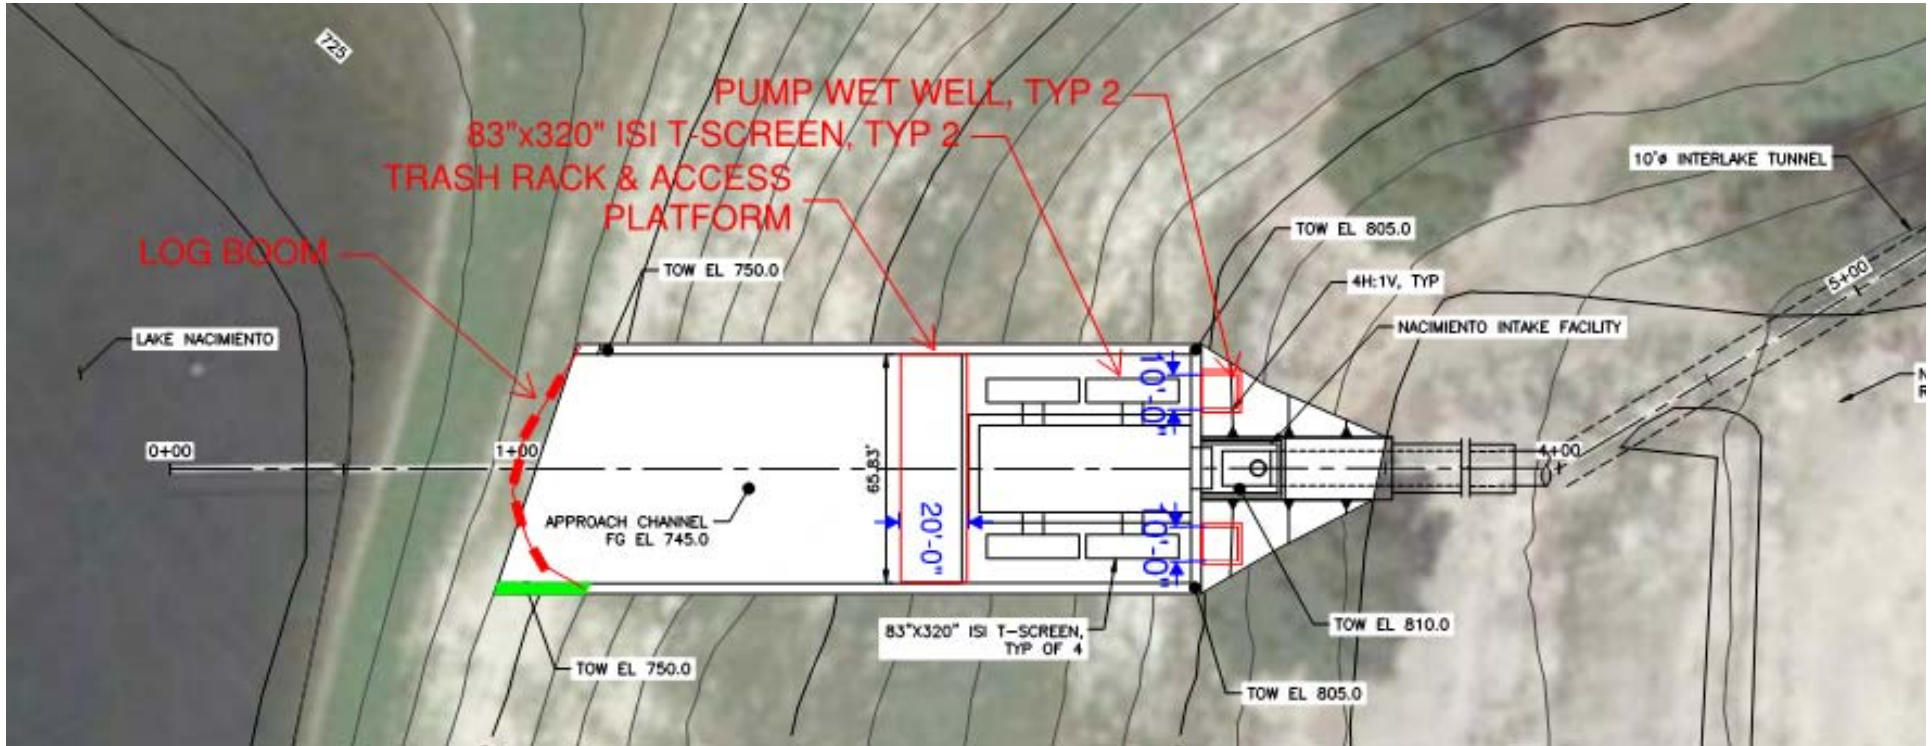 725
PUMP WET WELL, TYP 2
83"x320" ISI T-SCREEN, TYP 2
TRASH RACK & ACCESS
PLATFORM
LOG BOOM
10'ø INTERLAKE TUNNEL
TOW EL 805.0
TOW EL 750.0
4H:1V, TYP
5+00
NACIMIENTO INTAKE FACILITY
LAKE NACIMIENTO
10'-0"
0+00
1+00
4+00
65.83'
APPROACH CHANNEL
FG EL 745.0
20'-0"
10'-0"
83"X320" ISI T-SCREEN,
TYP OF 4
TOW EL 810.0
TOW EL 750.0
TOW EL 805.0
N
R